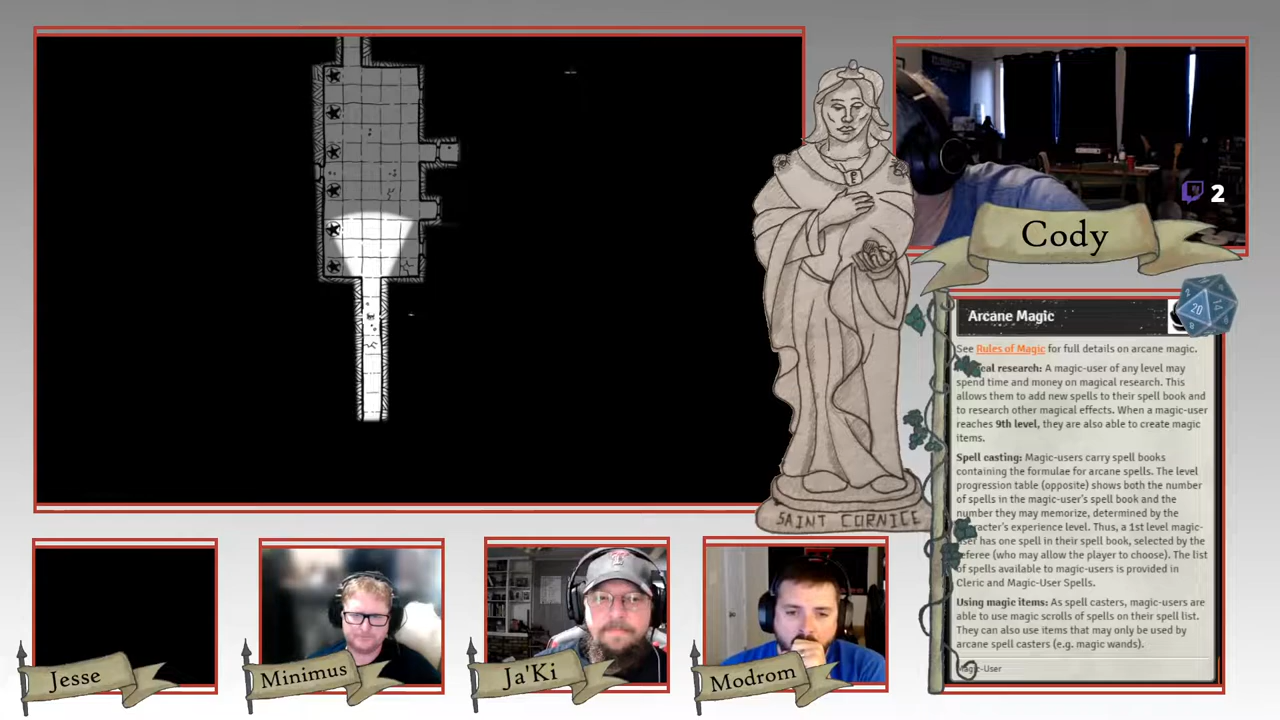 2
Cody
SAINT CORNICE
20
14
Arcane Magic
See Rules of Magic for full details on arcane magic.
research: A magic-user of any level may
spend time and money on magical research. This
allows them to add new spells to their spell book and
to research other magical effects. When a magic-user
reaches 9th level, they are also able to create magic
items.
Spell casting: Magic-users carry spell books
containing the formulae for arcane spells. The level
progression table (opposite) shows both the number
of spells in the magic-user's spell book and the
number they may memorize, determined by the
character's experience level. Thus, a 1st level magic-
user has one spell in their spell book, selected by the
referee (who may allow the player to choose). The list
of spells available to magic-users is provided in
Cleric and Magic-User Spells.
Using magic items: As spell casters, magic-users are
able to use magic scrolls of spells on their spell list.
They can also use items that may only be used by
arcane spell casters (e.g. magic wands).
Magic-User
Jesse
Minimus
Ja'Ki
Modrom